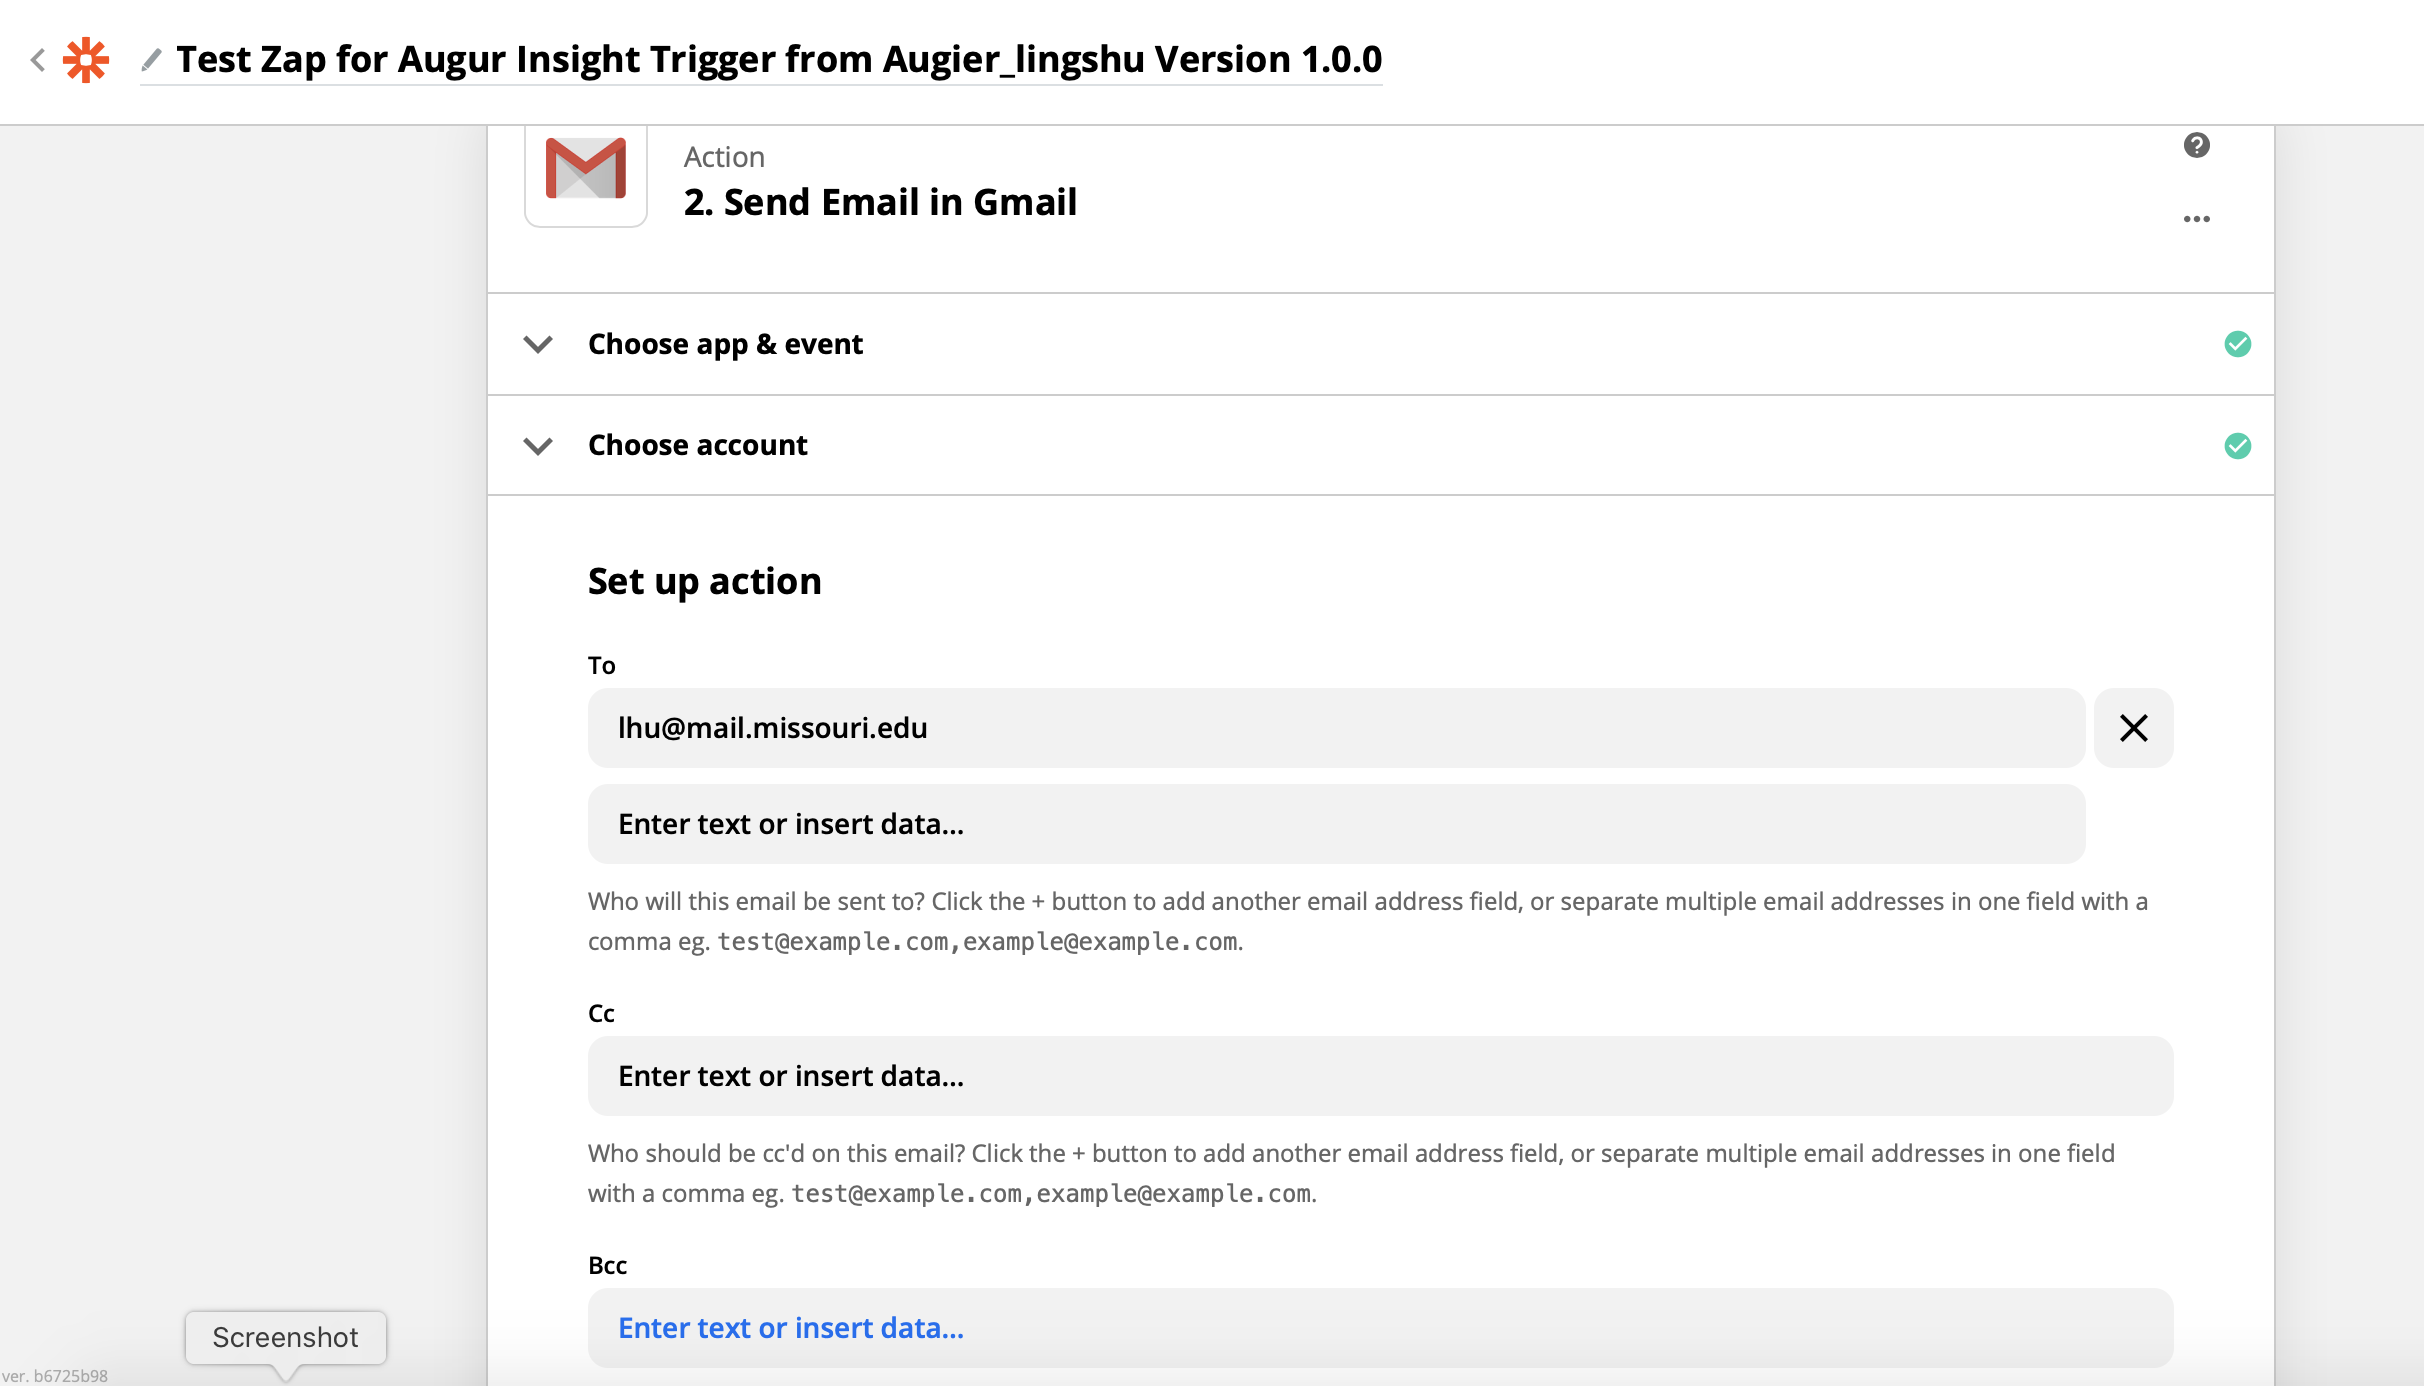 Test Zap for Augur Insight Trigger from Augier_lingshu Version 1.0.0
Action
2. Send Email in Gmail
Choose app & event
Choose account
Set up action
To
lhu@mail.missouri.edu
Enter text or insert data...
Who will this email be sent to? Click the + button to add another email address field, or separate multiple email addresses in one field with a
comma eg. test@example.com,example@example.com.
Cc
Enter text or insert data...
Who should be cc'd on this email? Click the + button to add another email address field, or separate multiple email addresses in one field
with a comma eg. test@example.com,example@example.com.
Bcc
Enter text or insert data...
Screenshot
ver. b6725b98